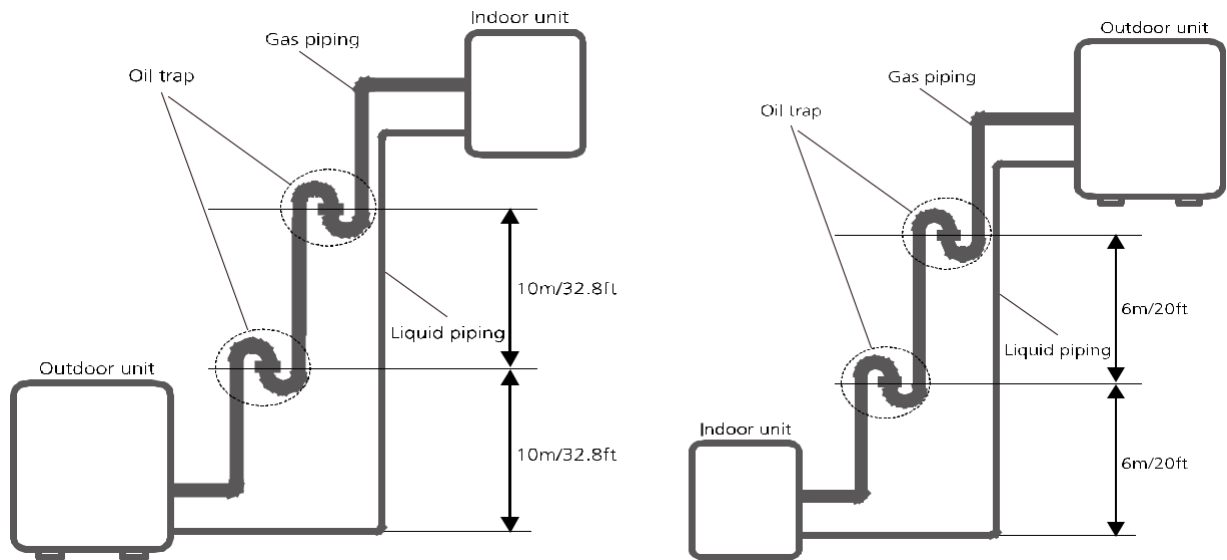 Indoor unit
Gas piping
Oil trap
10m/32.8ft
Liquid piping
Outdoor unit
10m/32.8ft
Outdoor unit
Gas piping
Oil trap
6m/20ft
Liquid piping
Indoor unit
6m/20ft